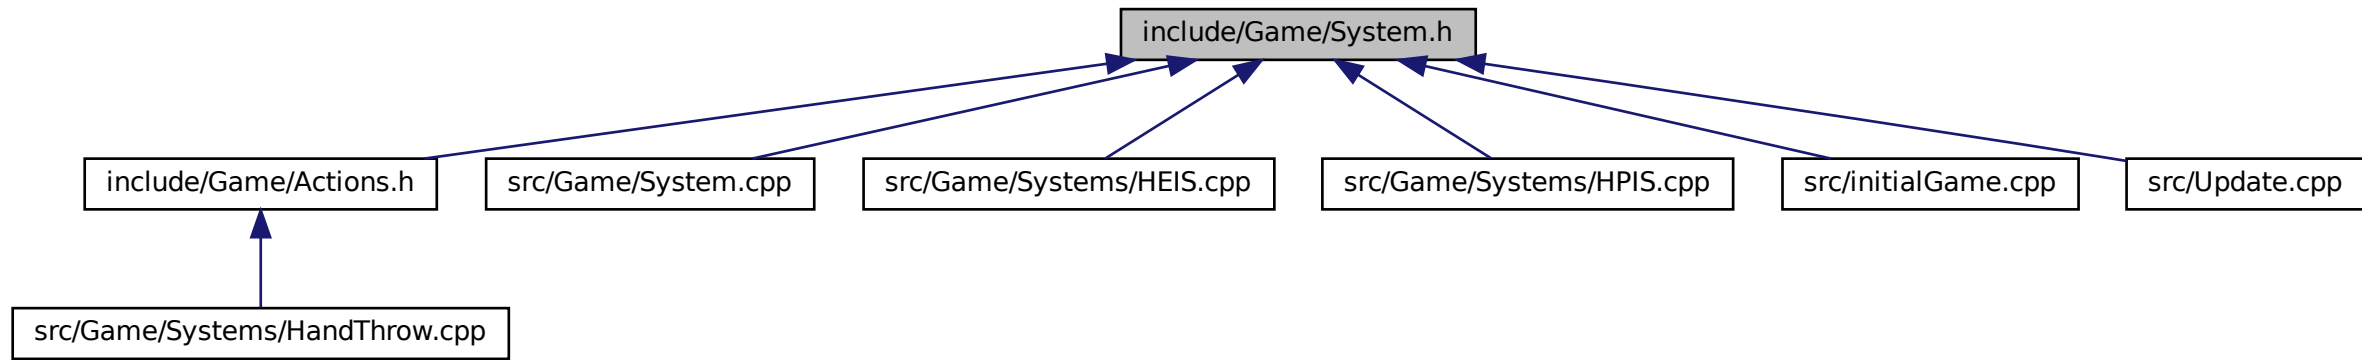 include/Game/System.h
include/Game/Actions.h
src/Game/System.cpp
src/Game/Systems/HEIS.cpp
src/Game/Systems/HPIS.cpp
src/initialGame.cpp
src/Update.cpp
src/Game/Systems/HandThrow.cpp